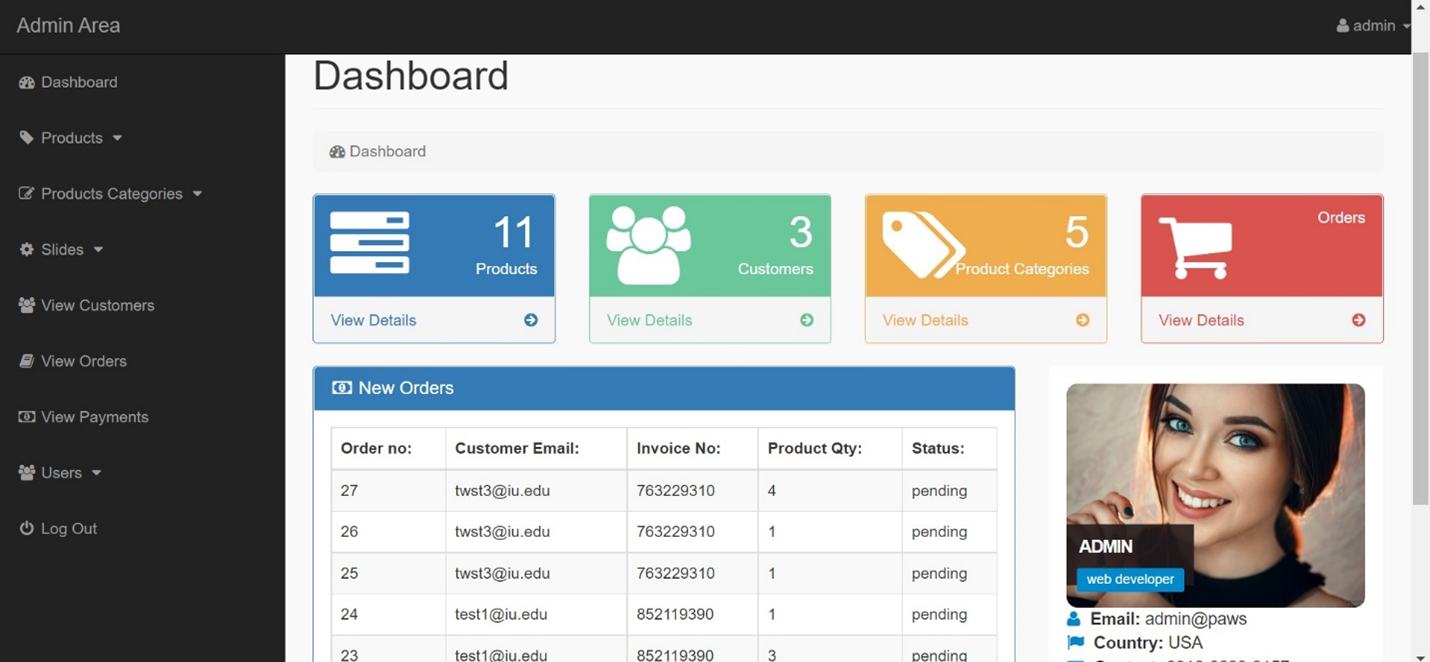 Admin Area
admin
Dashboard
Products
Products Categories
Slides
View Customers
View Orders
View Payments
Users
Log Out
Dashboard
Dashboard
11
Products
View Details
3
Customers
View Details
5
Product Categories
View Details
Orders
View Details
New Orders
Order no: Customer Email: Invoice No: Product Qty: Status:
27 twst3@iu.edu 763229310 4 pending
26 twst3@iu.edu 763229310 1 pending
25 twst3@iu.edu 763229310 1 pending
24 test1@iu.edu 852119390 1 pending
23 test1@iu.edu 852119390 3 pending
ADMIN
web developer
Email: admin@paws
Country: USA